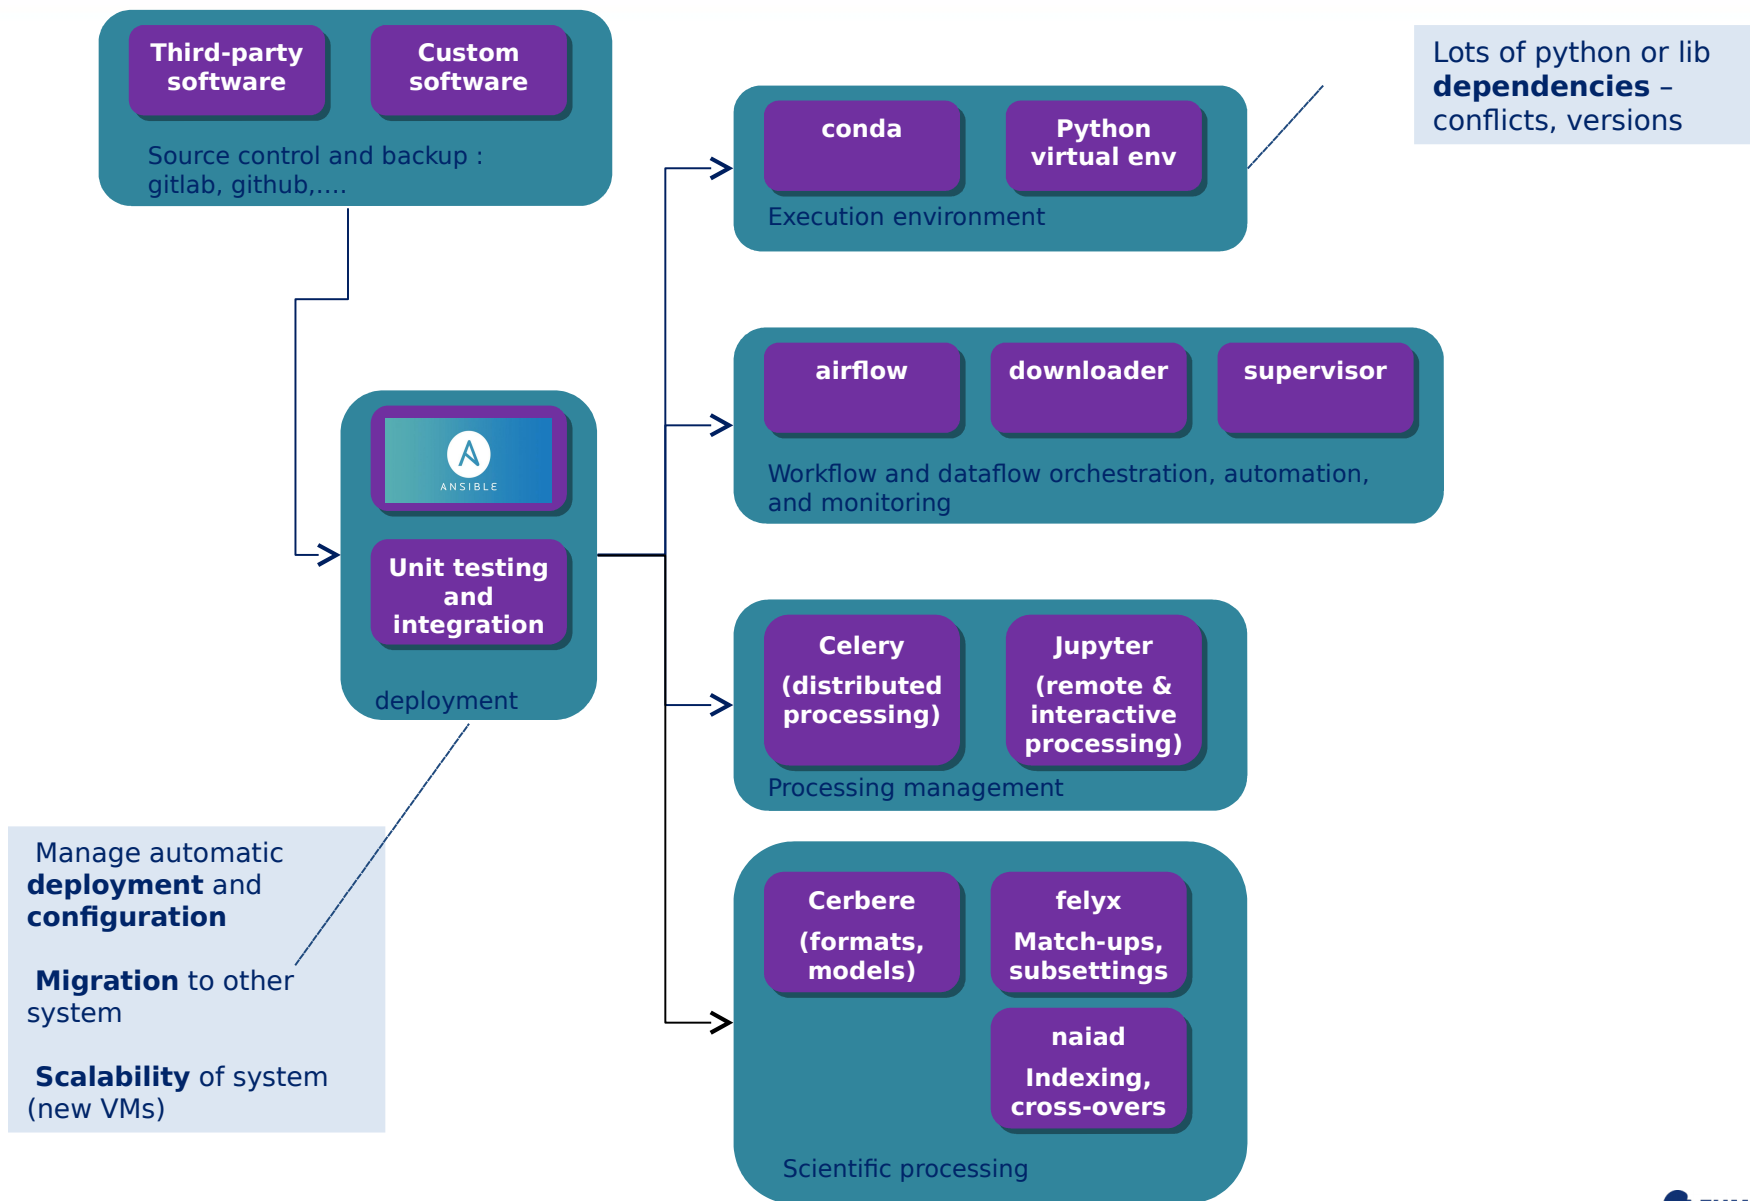 Third-party
software
Custom
software
Source control and backup :
gitlab, github,....
Lots of python or lib
dependencies –
conflicts, versions
conda
Python
virtual env
Execution environment
airflow
downloader
supervisor
Workflow and dataflow orchestration, automation,
and monitoring
ANSIBLE
Unit testing
and
integration
deployment
Celery
(distributed
processing)
Jupyter
(remote &
interactive
processing)
Processing management
Manage automatic
deployment and
configuration
Migration to other
system
Scalability of system
(new VMs)
Cerbere
(formats,
models)
felyx
Match-ups,
subsettings
naiad
Indexing,
cross-overs
Scientific processing